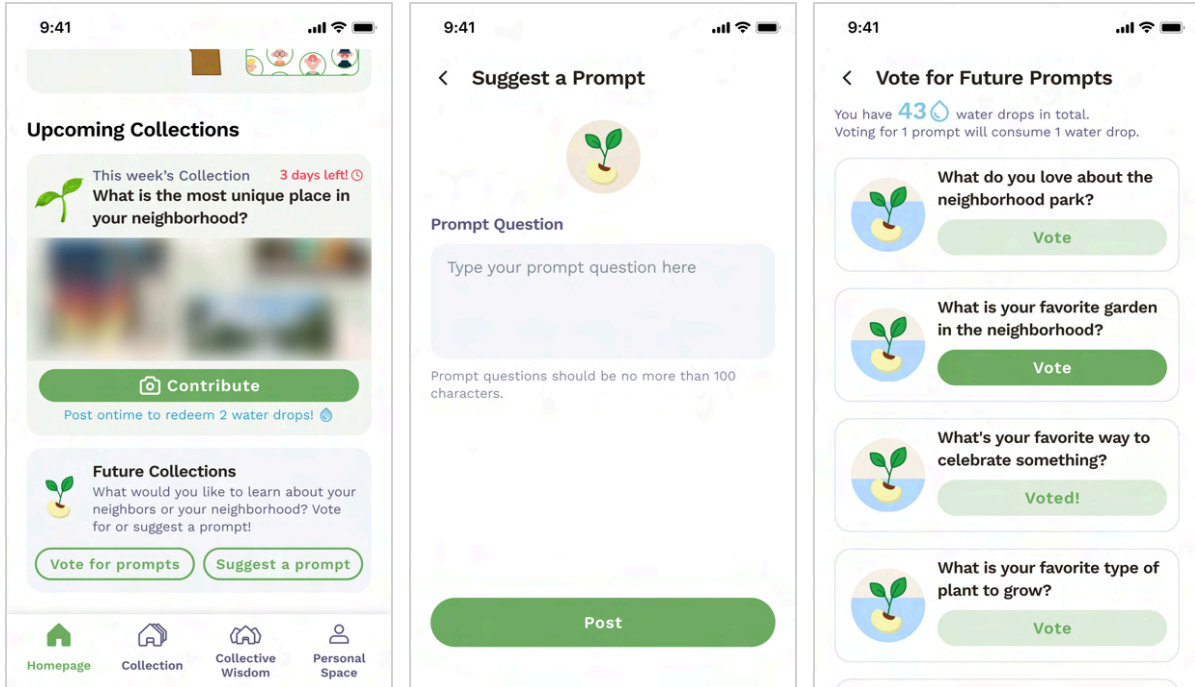 9:41
Upcoming Collections
This week's Collection
3 days left!
What is the most unique place in
your neighborhood?
Contribute
Post ontime to redeem 2 water drops!
Future Collections
What would you like to learn about your
neighbors or your neighborhood? Vote
for or suggest a prompt!
Vote for prompts
Suggest a prompt
Homepage
Collection
Collective
Wisdom
Personal
Space
9:41
Suggest a Prompt
Prompt Question
Type your prompt question here
Prompt questions should be no more than 100
characters.
Post
9:41
Vote for Future Prompts
You have 43 water drops in total.
Voting for 1 prompt will consume 1 water drop.
What do you love about the
neighborhood park?
Vote
What is your favorite garden
in the neighborhood?
Vote
What's your favorite way to
celebrate something?
Voted!
What is your favorite type of
plant to grow?
Vote